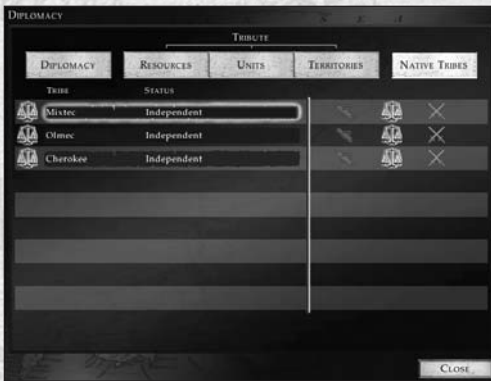 DIPLOMACY
TRIBUTE
DIPLOMACY RESOURCES UNITS TERRITORIES NATIVE TRIBES
TRIBE STATUS
Mixtec Independent
Olmec Independent
Cherokee Independent
CLOSE